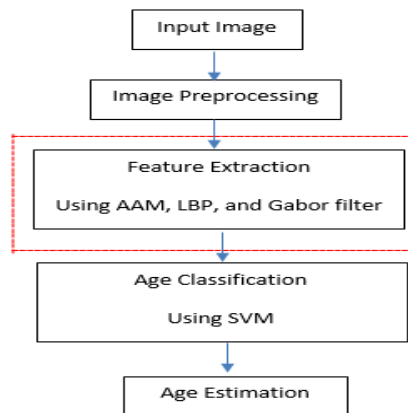 Input Image
Image Preprocessing
Feature Extraction
Using AAM, LBP, and Gabor filter
Age Classification
Using SVM
Age Estimation